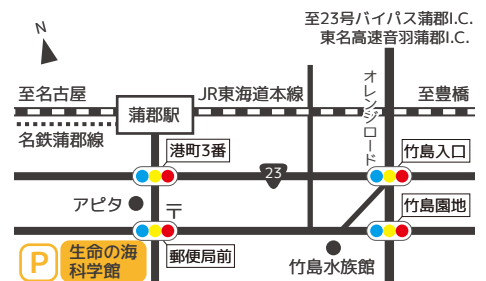 至23号バイパス蒲郡I.C.
東名高速音羽蒲郡I.C.
N
至名古屋
JR東海道本線
至豊橋
蒲郡駅
オレンジロード
名鉄蒲郡線
港町3番
竹島入口
23
アピタ
〒
竹島園地
郵便局前
P
生命の海
科学館
竹島水族館